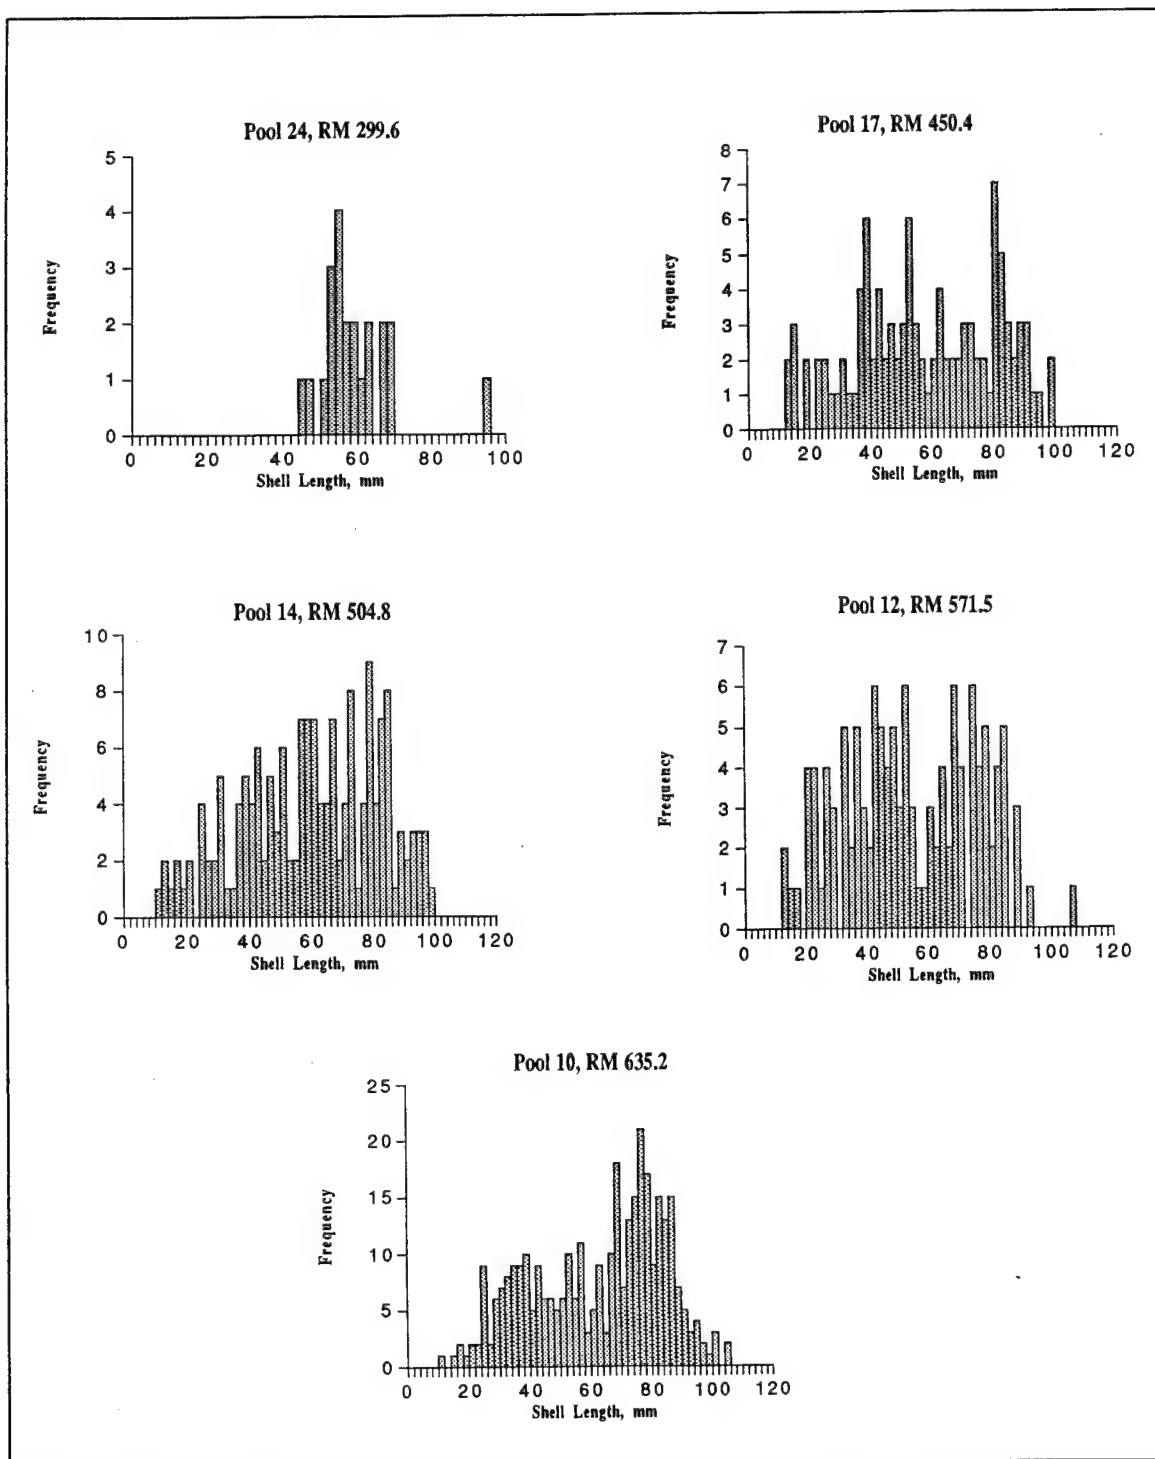 Pool 24, RM 299.6
5
4
3
2
1
0
Frequency
0 20 40 60 80 100
Shell Length, mm
Pool 17, RM 450.4
8
7
6
5
4
3
2
1
0
Frequency
0 20 40 60 80 100 120
Shell Length, mm
Pool 14, RM 504.8
10
8
6
4
2
0
Frequency
0 20 40 60 80 100 120
Shell Length, mm
Pool 12, RM 571.5
7
6
5
4
3
2
1
0
Frequency
0 20 40 60 80 100 120
Shell Length, mm
Pool 10, RM 635.2
25
20
15
10
5
0
Frequency
0 20 40 60 80 100 120
Shell Length, mm